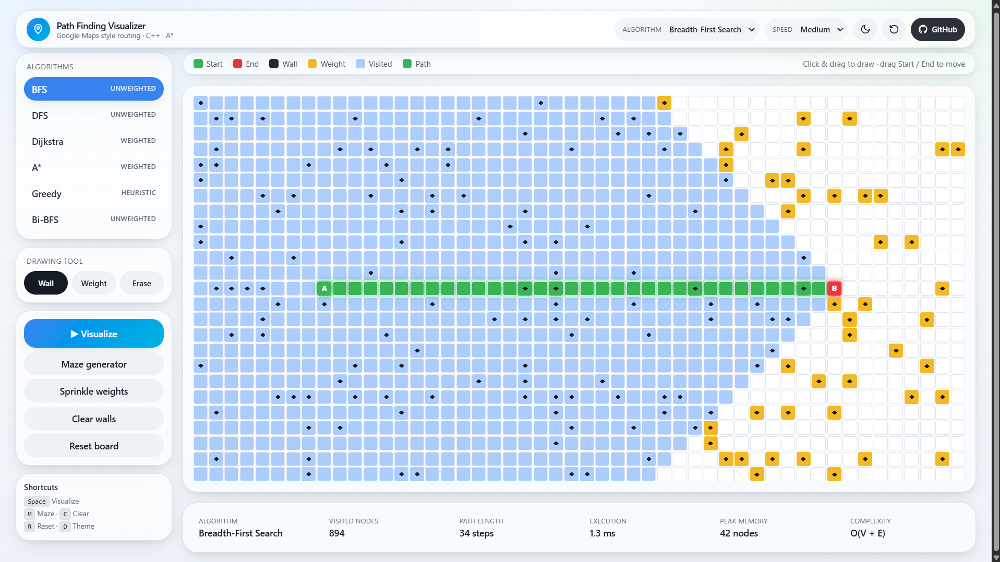 Path Finding Visualizer
Google Maps style routing · C++ · A*
ALGORITHM Breadth-First Search
SPEED Medium
GitHub
ALGORITHMS
BFS UNWEIGHTED
DFS UNWEIGHTED
Dijkstra WEIGHTED
A* WEIGHTED
Greedy HEURISTIC
Bi-BFS UNWEIGHTED
DRAWING TOOL
Wall Weight Erase
▶ Visualize
Maze generator
Sprinkle weights
Clear walls
Reset board
Shortcuts
Space Visualize
M Maze · C Clear
R Reset · D Theme
Start End Wall Weight Visited Path
Click & drag to draw · drag Start / End to move
A B
ALGORITHM
Breadth-First Search
VISITED NODES
894
PATH LENGTH
34 steps
EXECUTION
1.3 ms
PEAK MEMORY
42 nodes
COMPLEXITY
O(V + E)